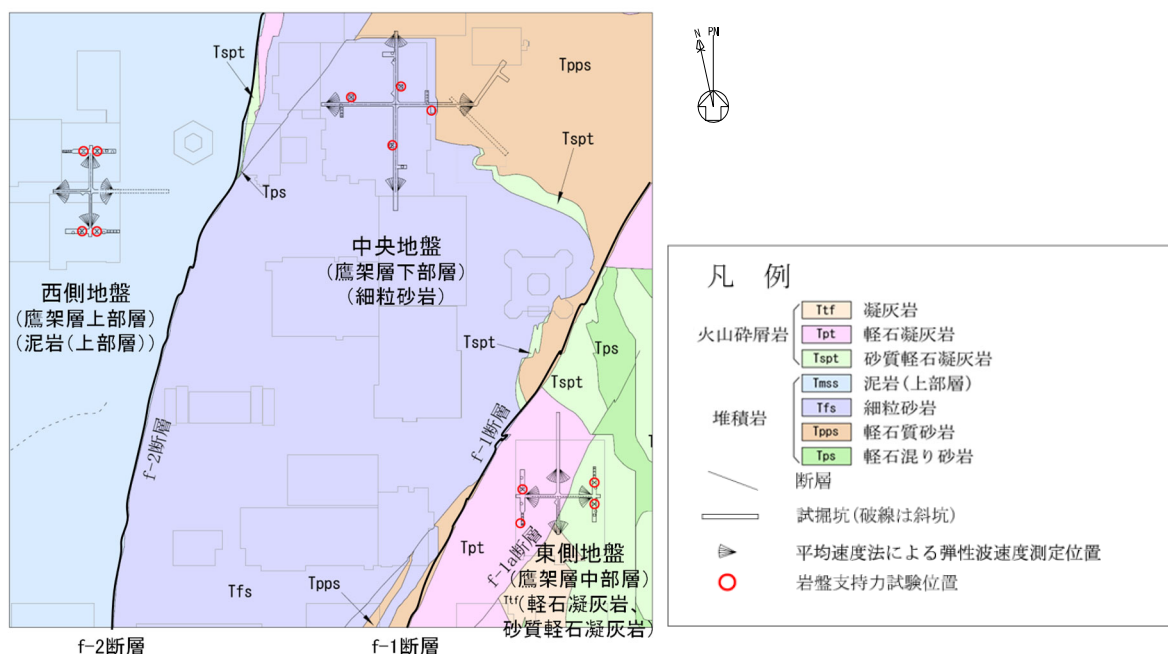 Tspt
Tpps
Tspt
Tps
中央地盤
(鷹架層下部層)
(細粒砂岩)
西側地盤
(鷹架層上部層)
(泥岩(上部層))
Tspt
Tps
Tspt
f-2断層
f-1断層
Tpt
f-1a断層
東側地盤
(鷹架層中部層)
Ttf
(軽石凝灰岩、
砂質軽石凝灰岩)
Tfs
Tpps
f-2断層
f-1断層
N
PN
凡 例
火山砕屑岩
Ttf 凝灰岩
Tpt 軽石凝灰岩
Tspt 砂質軽石凝灰岩
堆積岩
Tmss 泥岩(上部層)
Tfs 細粒砂岩
Tpps 軽石質砂岩
Tps 軽石混り砂岩
断層
試掘坑(破線は斜坑)
平均速度法による弾性波速度測定位置
岩盤支持力試験位置